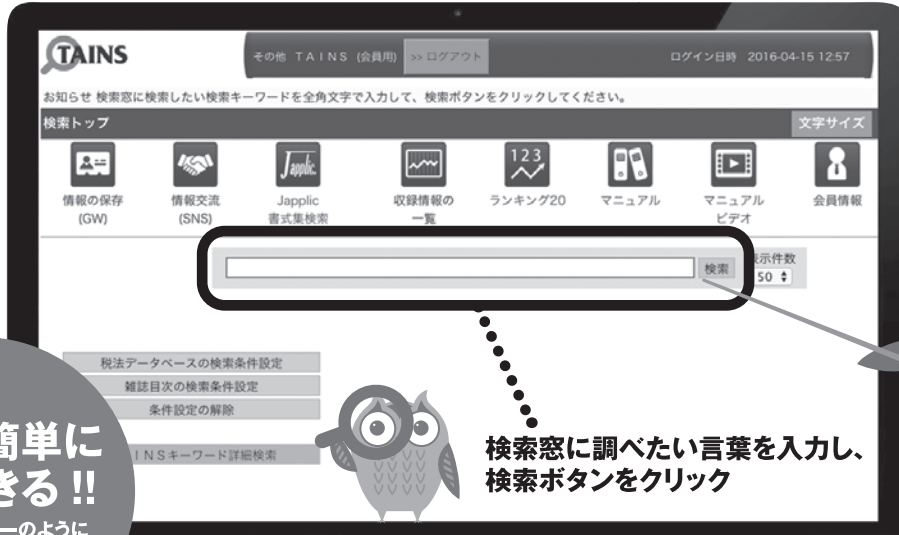 TAINS
その他 TAINS (会員用) >> ログアウト ログイン日時 2016-04-15 12:57
お知らせ 検索窓に検索したい検索キーワードを全角文字で入力して、検索ボタンをクリックしてください。
検索トップ 文字サイズ
情報の保存
(GW)
情報交流
(SNS)
Japplic.
Japplic
書式集検索
収録情報の
一覧
123
ランキング20
マニュアル
マニュアル
ビデオ
会員情報
検索
表示件数
50
税法データベースの検索条件設定
雑誌目次の検索条件設定
条件設定の解除
INSキーワード詳細検索
簡単に
きる!!
ーのように
検索窓に調べたい言葉を入力し、
検索ボタンをクリック